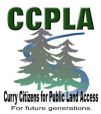 CCPLA
Curry Citizens for Public Land Access
For future generations.